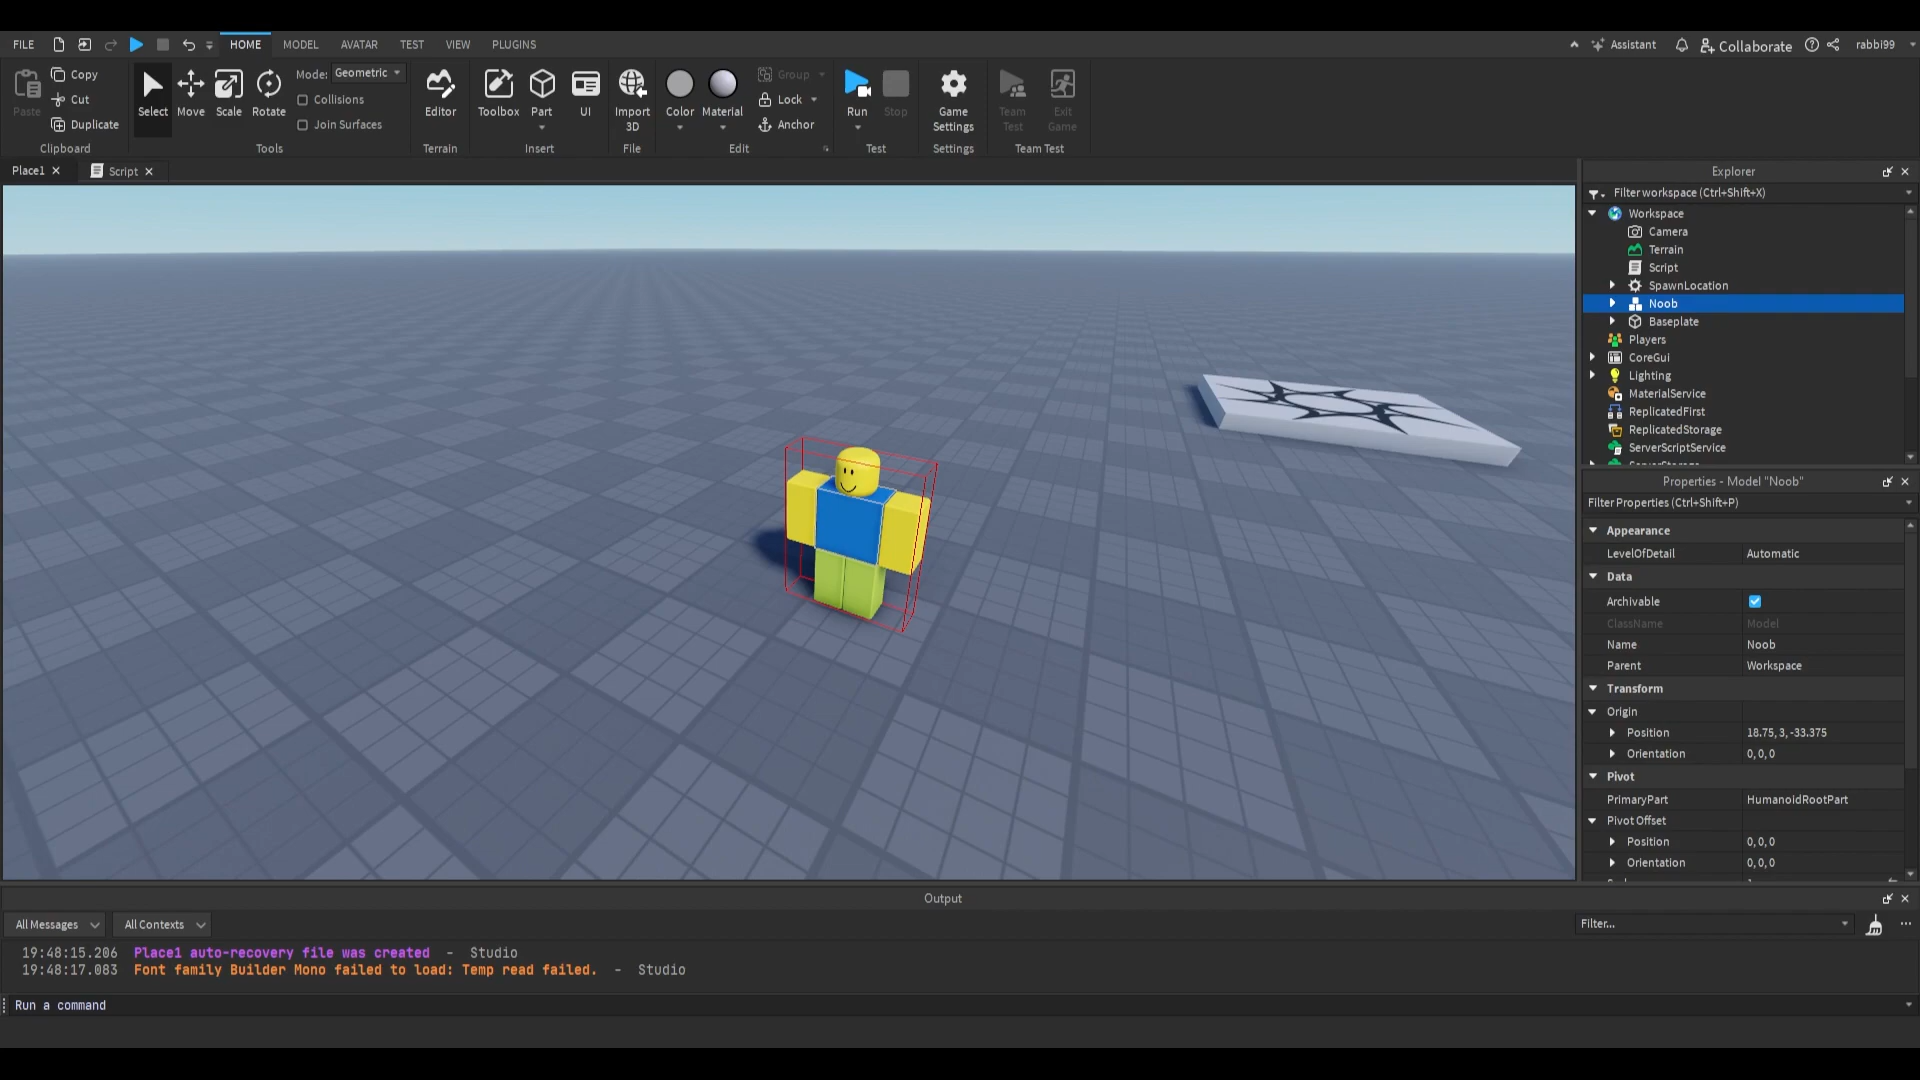 FILE HOME MODEL AVATAR TEST VIEW PLUGINS Assistant Collaborate rabbi99
Paste Copy Cut Duplicate Clipboard
Select Move Scale Rotate Mode: Geometric Collisions Join Surfaces Tools
Editor Terrain
Toolbox Part UI Insert
Import 3D File
Color Material Group Lock Anchor Edit
Run Stop Test
Game Settings Settings
Team Test Exit Game Team Test
Place1 Script
Explorer
Filter workspace (Ctrl+Shift+X)
Workspace
Camera
Terrain
Script
SpawnLocation
Noob
Baseplate
Players
CoreGui
Lighting
MaterialService
ReplicatedFirst
ReplicatedStorage
ServerScriptService
Properties - Model "Noob"
Filter Properties (Ctrl+Shift+P)
Appearance
LevelOfDetail Automatic
Data
Archivable
ClassName Model
Name Noob
Parent Workspace
Transform
Origin
Position 18.75, 3, -33.375
Orientation 0, 0, 0
Pivot
PrimaryPart HumanoidRootPart
Pivot Offset
Position 0, 0, 0
Orientation 0, 0, 0
Output
All Messages All Contexts Filter...
19:48:15.206 Place1 auto-recovery file was created - Studio
19:48:17.083 Font family Builder Mono failed to load: Temp read failed. - Studio
Run a command